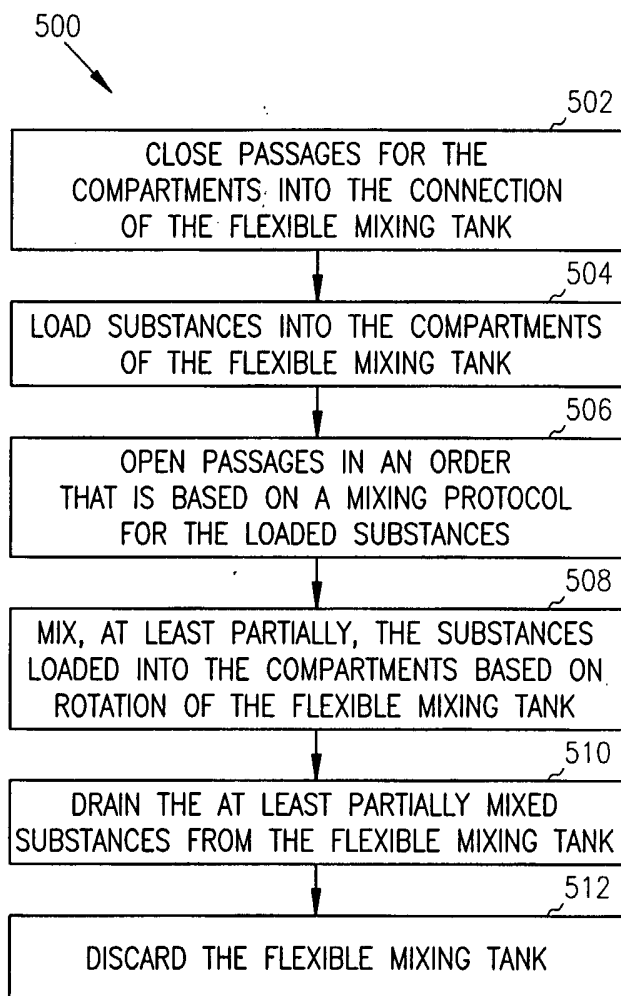 500
502
CLOSE PASSAGES FOR THE
COMPARTMENTS INTO THE CONNECTION
OF THE FLEXIBLE MIXING TANK
504
LOAD SUBSTANCES INTO THE COMPARTMENTS
OF THE FLEXIBLE MIXING TANK
506
OPEN PASSAGES IN AN ORDER
THAT IS BASED ON A MIXING PROTOCOL
FOR THE LOADED SUBSTANCES
508
MIX, AT LEAST PARTIALLY, THE SUBSTANCES
LOADED INTO THE COMPARTMENTS BASED ON
ROTATION OF THE FLEXIBLE MIXING TANK
510
DRAIN THE AT LEAST PARTIALLY MIXED
SUBSTANCES FROM THE FLEXIBLE MIXING TANK
512
DISCARD THE FLEXIBLE MIXING TANK